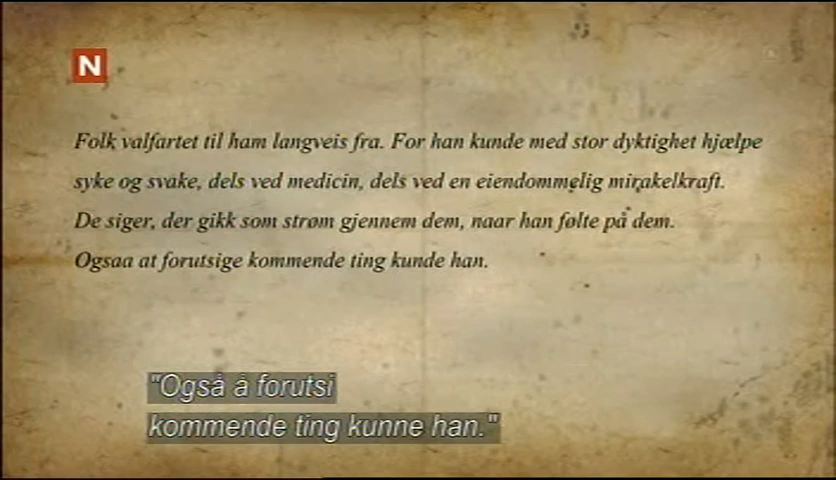 N
Folk valfartet til ham langveis fra. For han kunde med stor dyktighet hjælpe
syke og svake, dels ved medicin, dels ved en eiendommelig mirakelkraft.
De siger, der gikk som strøm gjennem dem, naar han følte på dem.
Ogsaa at forutsige kommende ting kunde han.
"Også å forutsi
kommende ting kunne han."